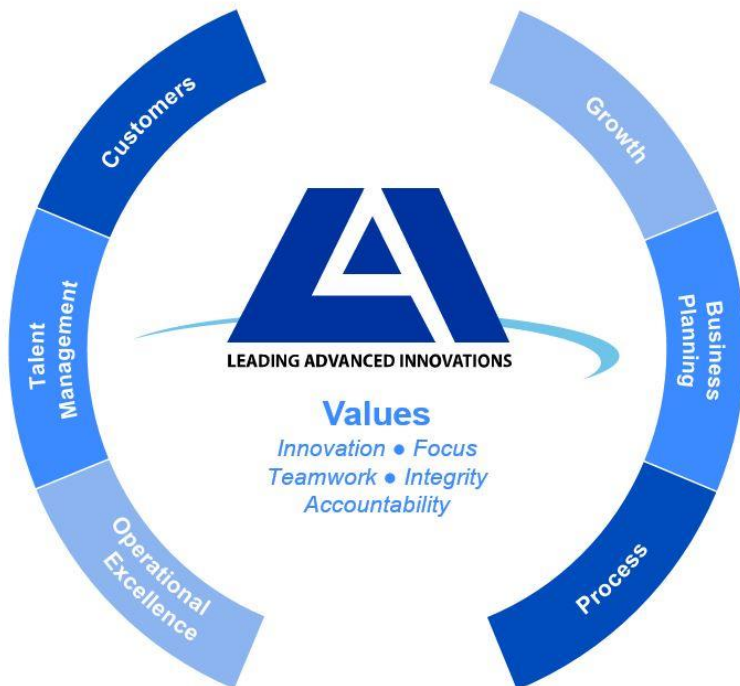 Customers
Talent
Management
Operational
Excellence
LEADING ADVANCED INNOVATIONS
Values
Innovation ● Focus
Teamwork ● Integrity
Accountability
Growth
Business
Planning
Process